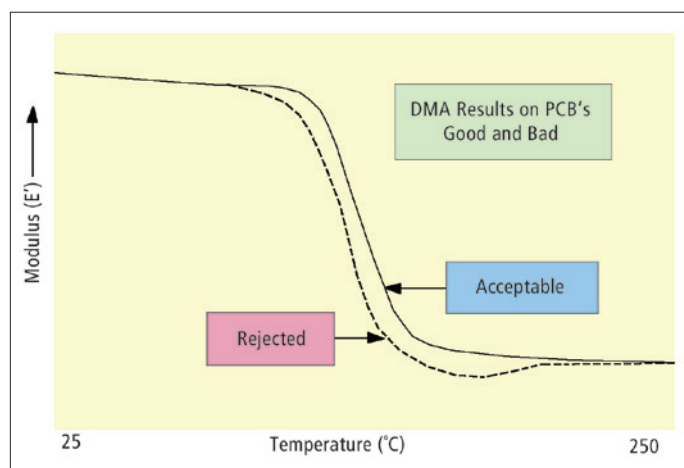 DMA Results on PCB's
Good and Bad
Modulus (E')
Acceptable
Rejected
25
Temperature (°C)
250